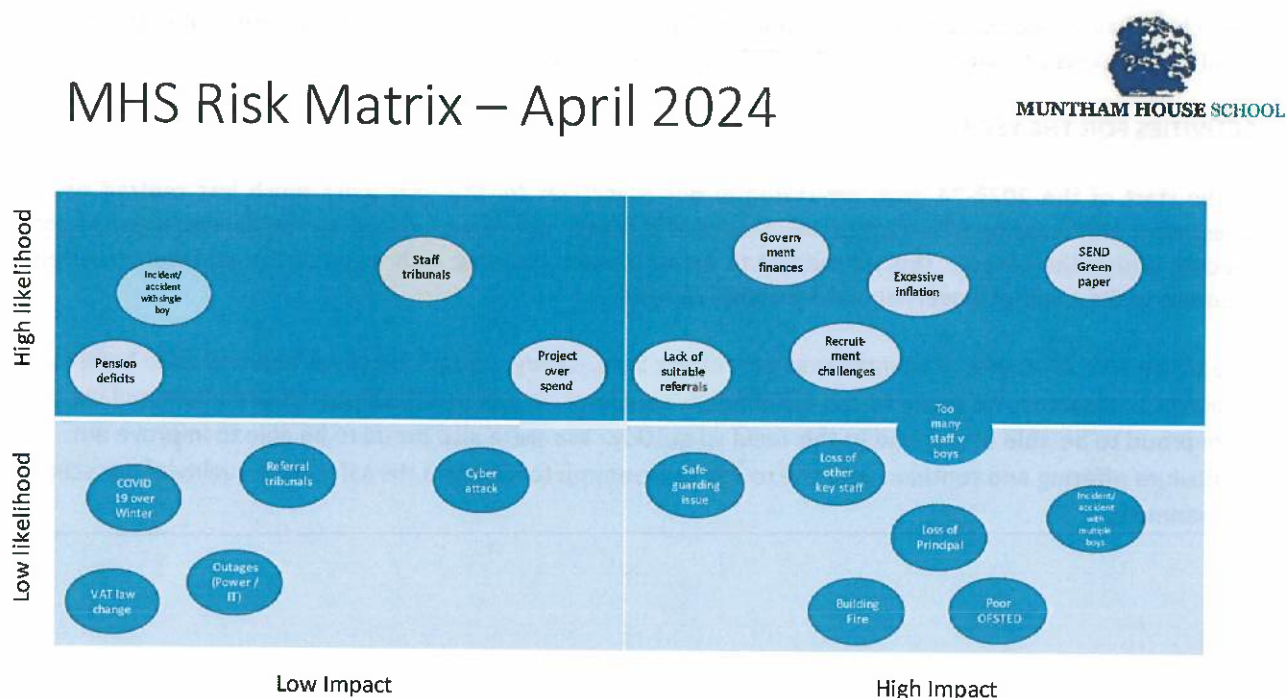 MHS Risk Matrix – April 2024
MUNTHAM HOUSE SCHOOL
High likelihood
Incident/
accident
with single
boy
Staff
tribunals
Pension
deficits
Project
over
spend
Govern-
ment
finances
Excessive
inflation
SEND
Green
paper
Lack of
suitable
referrals
Recruit-
ment
challenges
Too
many
staff v
boys
Low likelihood
COVID
19 over
Winter
Referral
tribunals
Cyber
attack
VAT law
change
Outages
(Power /
IT)
Safe-
guarding
issue
Loss of
other
key staff
Incident/
accident
with
multiple
boys
Loss of
Principal
Building
Fire
Poor
OFSTED
Low Impact
High Impact